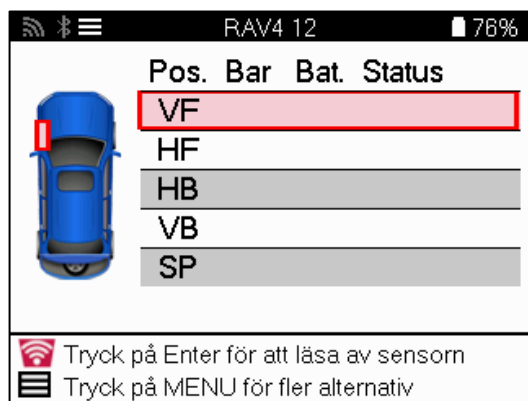 RAV4 12 76%
Pos. Bar Bat. Status
VF
HF
HB
VB
SP
Tryck på Enter för att läsa av sensorn
Tryck på MENU för fler alternativ